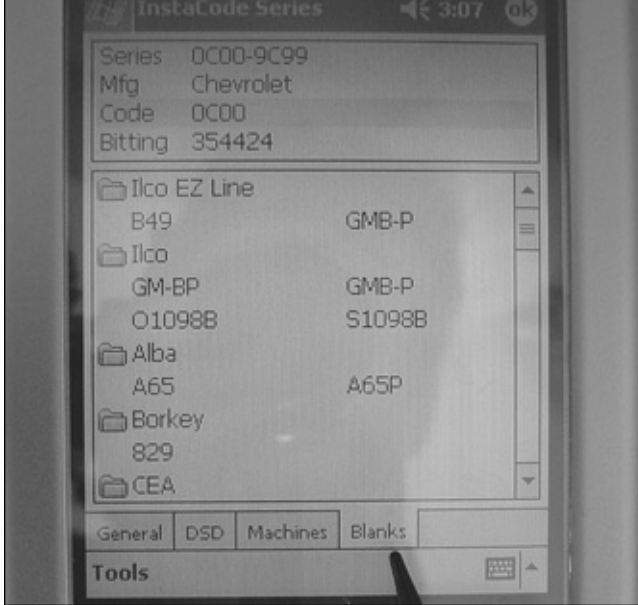 InstaCode Series 3:07 ok
Series 0C00-9C99
Mfg Chevrolet
Code 0C00
Bitting 354424
Ilco EZ Line
B49 GMB-P
Ilco
GM-BP GMB-P
O1098B S1098B
Alba
A65 A65P
Borkey
829
CEA
General DSD Machines Blanks
Tools